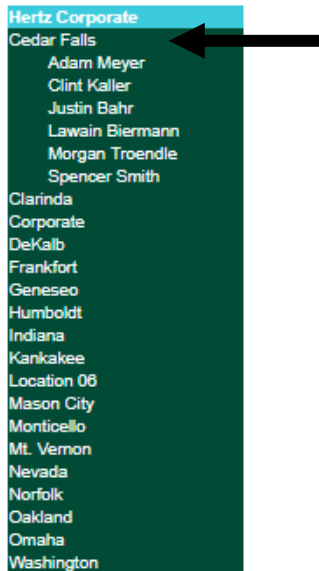 Hertz Corporate
Cedar Falls
Adam Meyer
Clint Kaller
Justin Bahr
Lawain Biermann
Morgan Troendle
Spencer Smith
Clarinda
Corporate
DeKalb
Frankfort
Geneseo
Humboldt
Indiana
Kankakee
Location 06
Mason City
Monticello
Mt. Vernon
Nevada
Norfolk
Oakland
Omaha
Washington